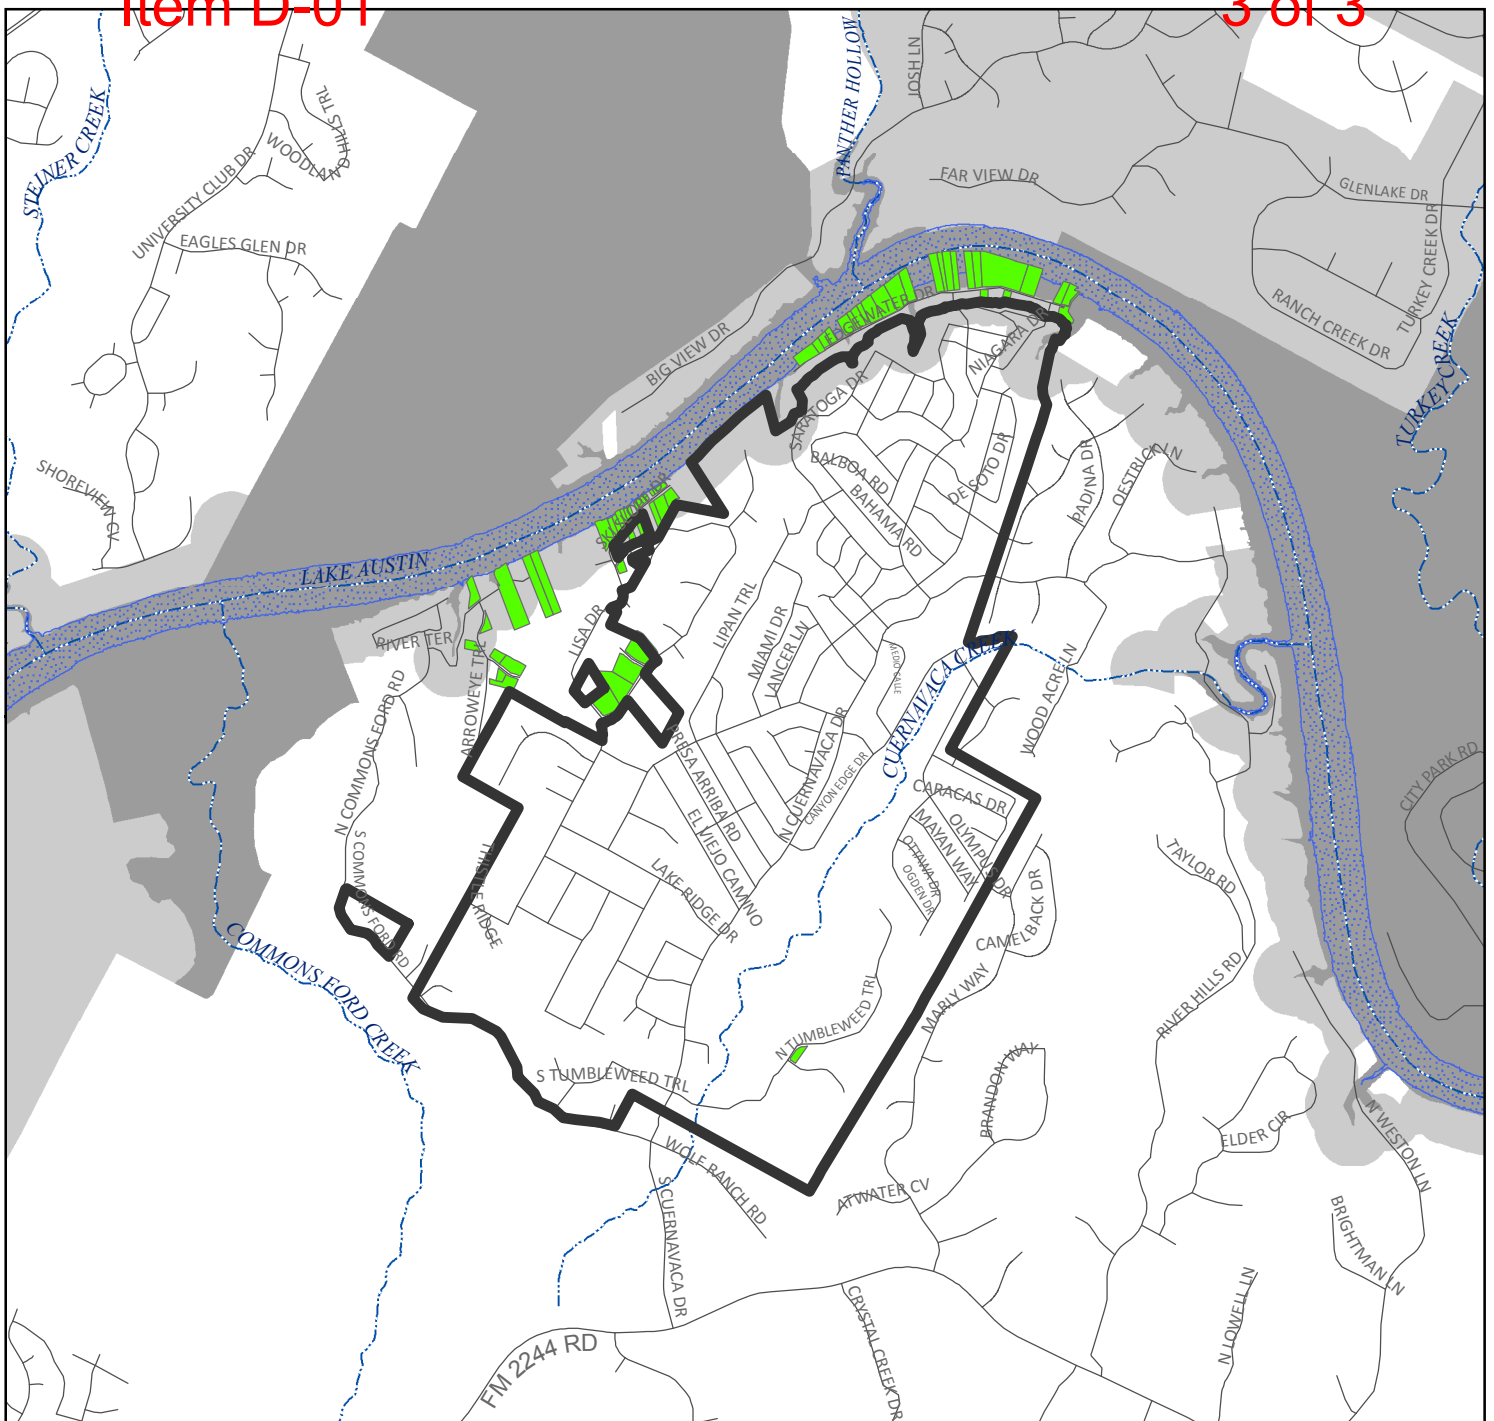 Item D-01
3 of 3
STEINER CREEK
HILLS TRL
WOODLAND
UNIVERSITY CLUB DR
EAGLES GLEN DR
PANTHER HOLLOW
JOSH LN
FAR VIEW DR
GLENLAKE DR
TURKEY CREEK DR
RANCH CREEK DR
TURKEY CREEK
BIG VIEW DR
EDGEWATER DR
NIAGARA DR
SARATOGA DR
BALBOA RD
BAHAMA RD
DE SOTO DR
PADINA DR
OESTRICK LN
SHOREVIEW CV
LAKE AUSTIN
RIVER TER
LISA DR
LIPAN TRL
MIAMI DR
LANCER LN
MEDIO CALLE
CUERNAVACA CREEK
WOOD ACRE LN
N COMMONS FORD RD
ARROWEYE TRL
PRESA ARRIBA RD
N CUERNAVACA DR
CANYON EDGE DR
EL VIEJO CAMINO
CARACAS DR
OLYMPUS DR
MAYAN WAY
OTTAWA DR
OGDEN DR
CITY PARK RD
TAYLOR RD
S COMMONS FORD RD
THISTLE RIDGE
LAKE RIDGE DR
CAMELBACK DR
MARLY WAY
RIVER HILLS RD
COMMONS FORD CREEK
N TUMBLEWEED TRL
S TUMBLEWEED TRL
BRANDON WAY
ELDER CIR
N WESTON LN
WOLF RANCH RD
ATWATER CV
S CUERNAVACA DR
BRIGHTMAN LN
N LOWELL LN
CRYSTAL CREEK DR
FM 2244 RD